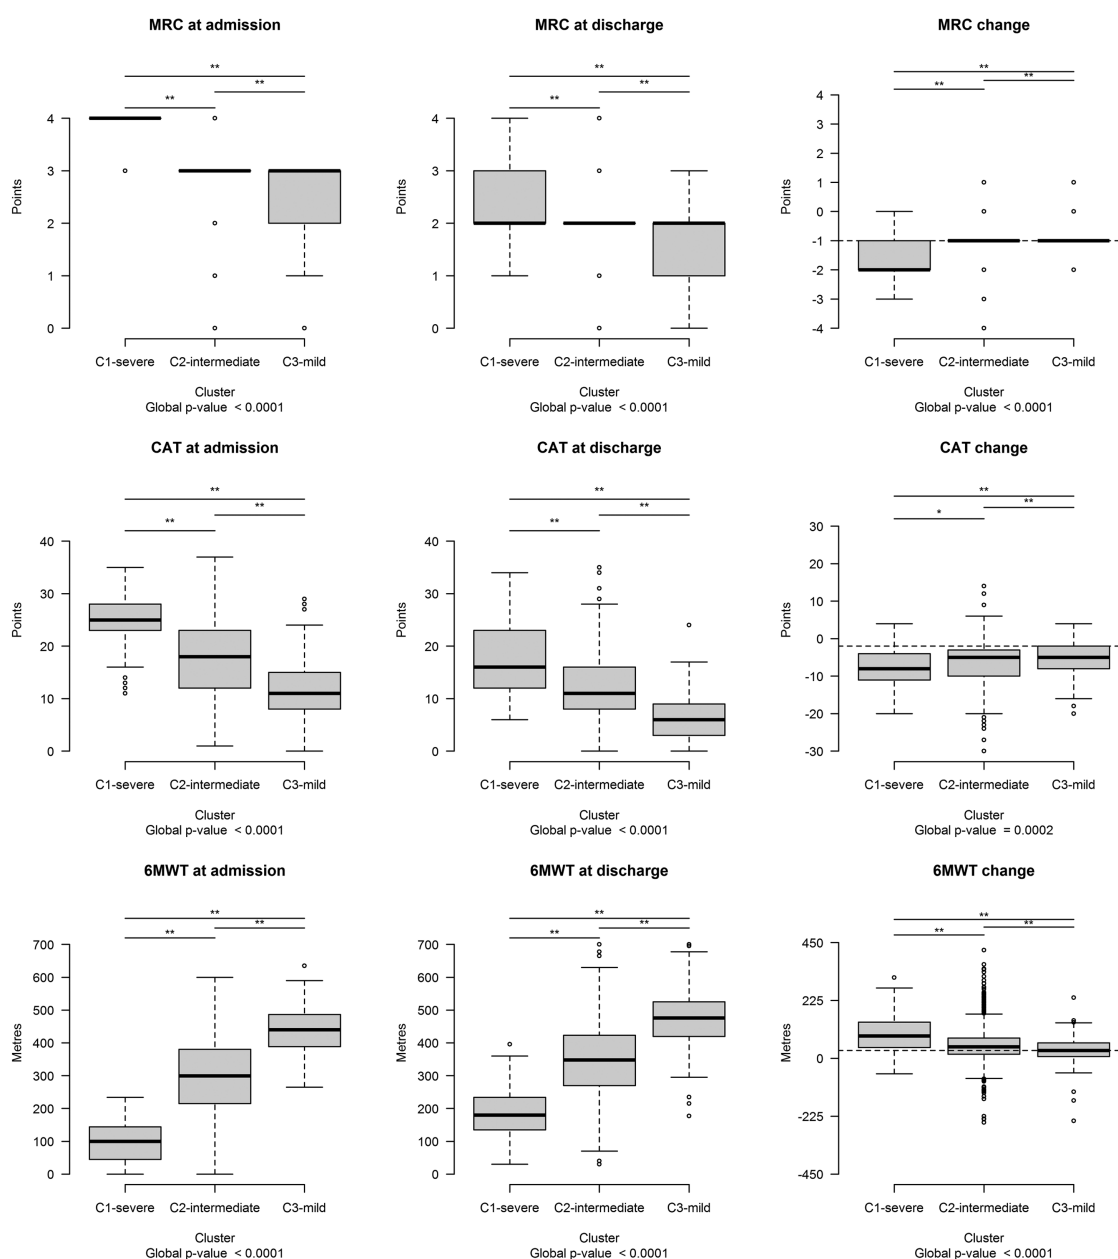 MRC at admission
**
**
**
4
3
2
1
0
Points
C1-severe C2-intermediate C3-mild
Cluster
Global p-value < 0.0001
MRC at discharge
**
**
**
4
3
2
1
0
Points
C1-severe C2-intermediate C3-mild
Cluster
Global p-value < 0.0001
MRC change
**
**
**
4
3
2
1
0
-1
-2
-3
-4
Points
C1-severe C2-intermediate C3-mild
Cluster
Global p-value < 0.0001
CAT at admission
**
**
**
40
30
20
10
0
Points
C1-severe C2-intermediate C3-mild
Cluster
Global p-value < 0.0001
CAT at discharge
**
**
**
40
30
20
10
0
Points
C1-severe C2-intermediate C3-mild
Cluster
Global p-value < 0.0001
CAT change
**
**
*
30
20
10
0
-10
-20
-30
Points
C1-severe C2-intermediate C3-mild
Cluster
Global p-value = 0.0002
6MWT at admission
**
**
**
700
600
500
400
300
200
100
0
Metres
C1-severe C2-intermediate C3-mild
Cluster
Global p-value < 0.0001
6MWT at discharge
**
**
**
700
600
500
400
300
200
100
0
Metres
C1-severe C2-intermediate C3-mild
Cluster
Global p-value < 0.0001
6MWT change
**
**
**
450
225
0
-225
-450
Metres
C1-severe C2-intermediate C3-mild
Cluster
Global p-value < 0.0001